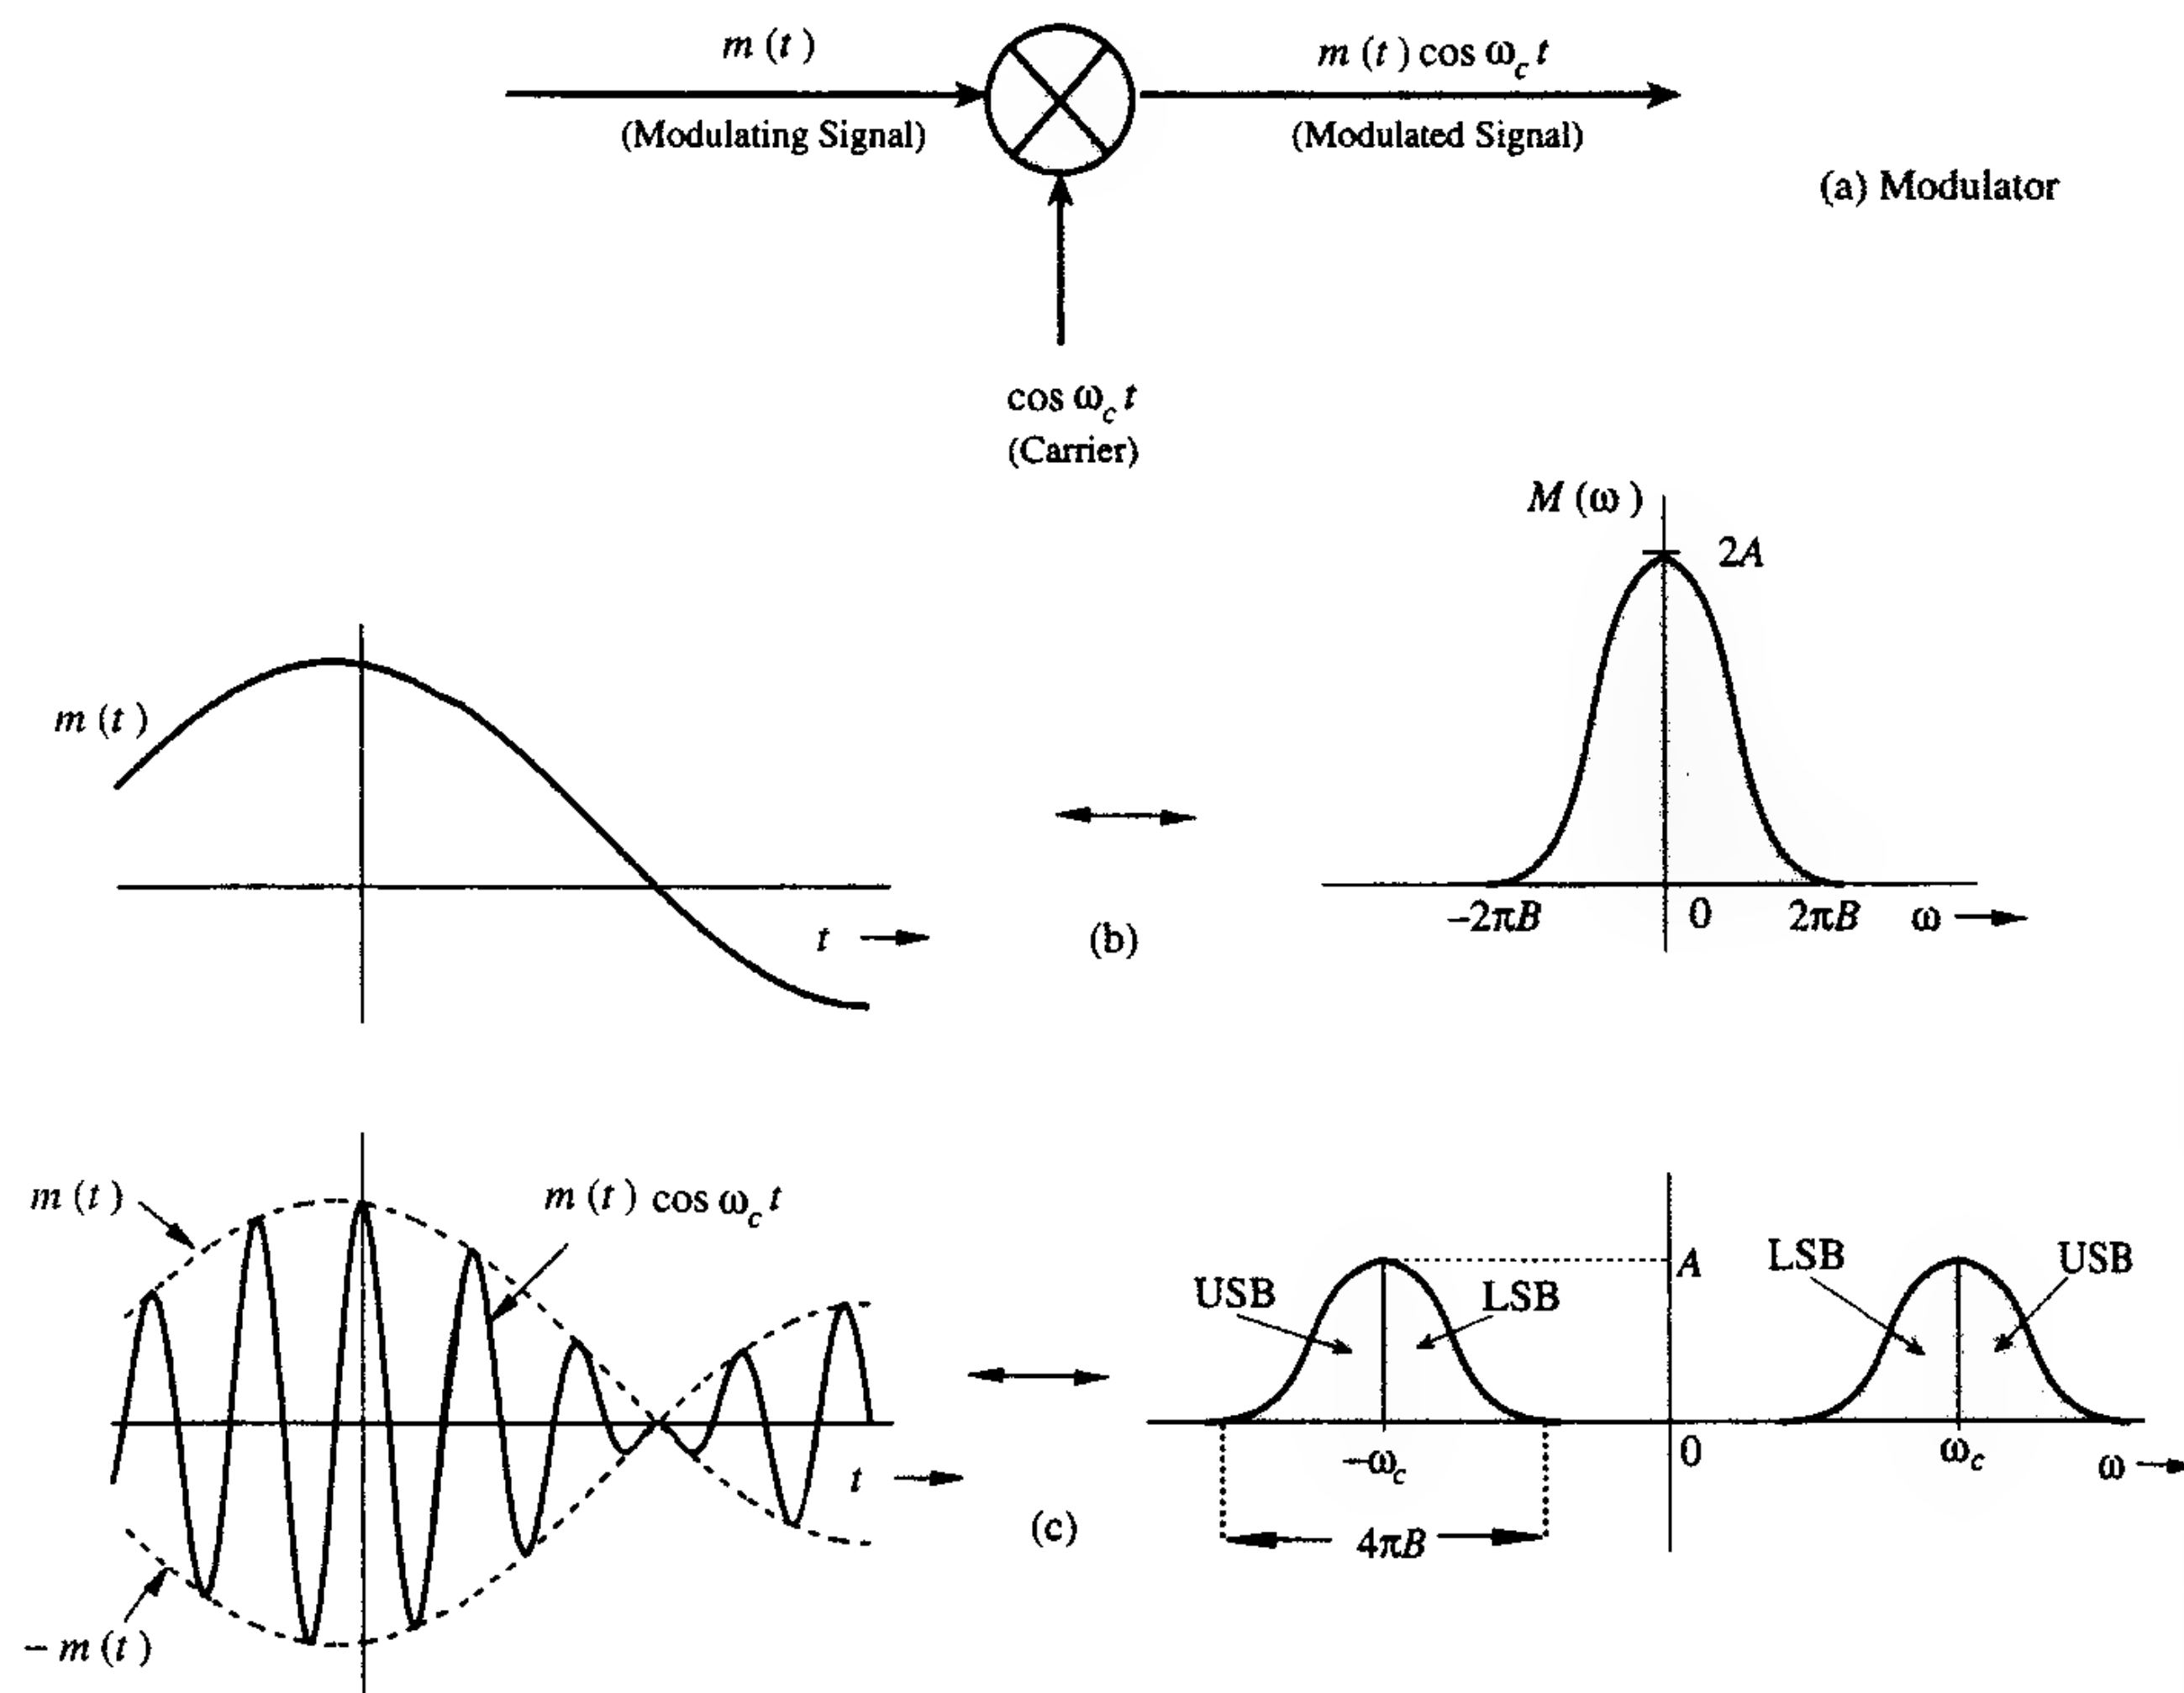 m (t)
m (t) cos ω_c t
(Modulating Signal)
(Modulated Signal)
(a) Modulator
cos ω_c t
(Carrier)
M (ω)
2A
m (t)
t
(b)
−2πB
0
2πB
ω
m (t)
m (t) cos ω_c t
− m (t)
t
(c)
USB
LSB
A
LSB
USB
−ω_c
0
ω_c
ω
4πB